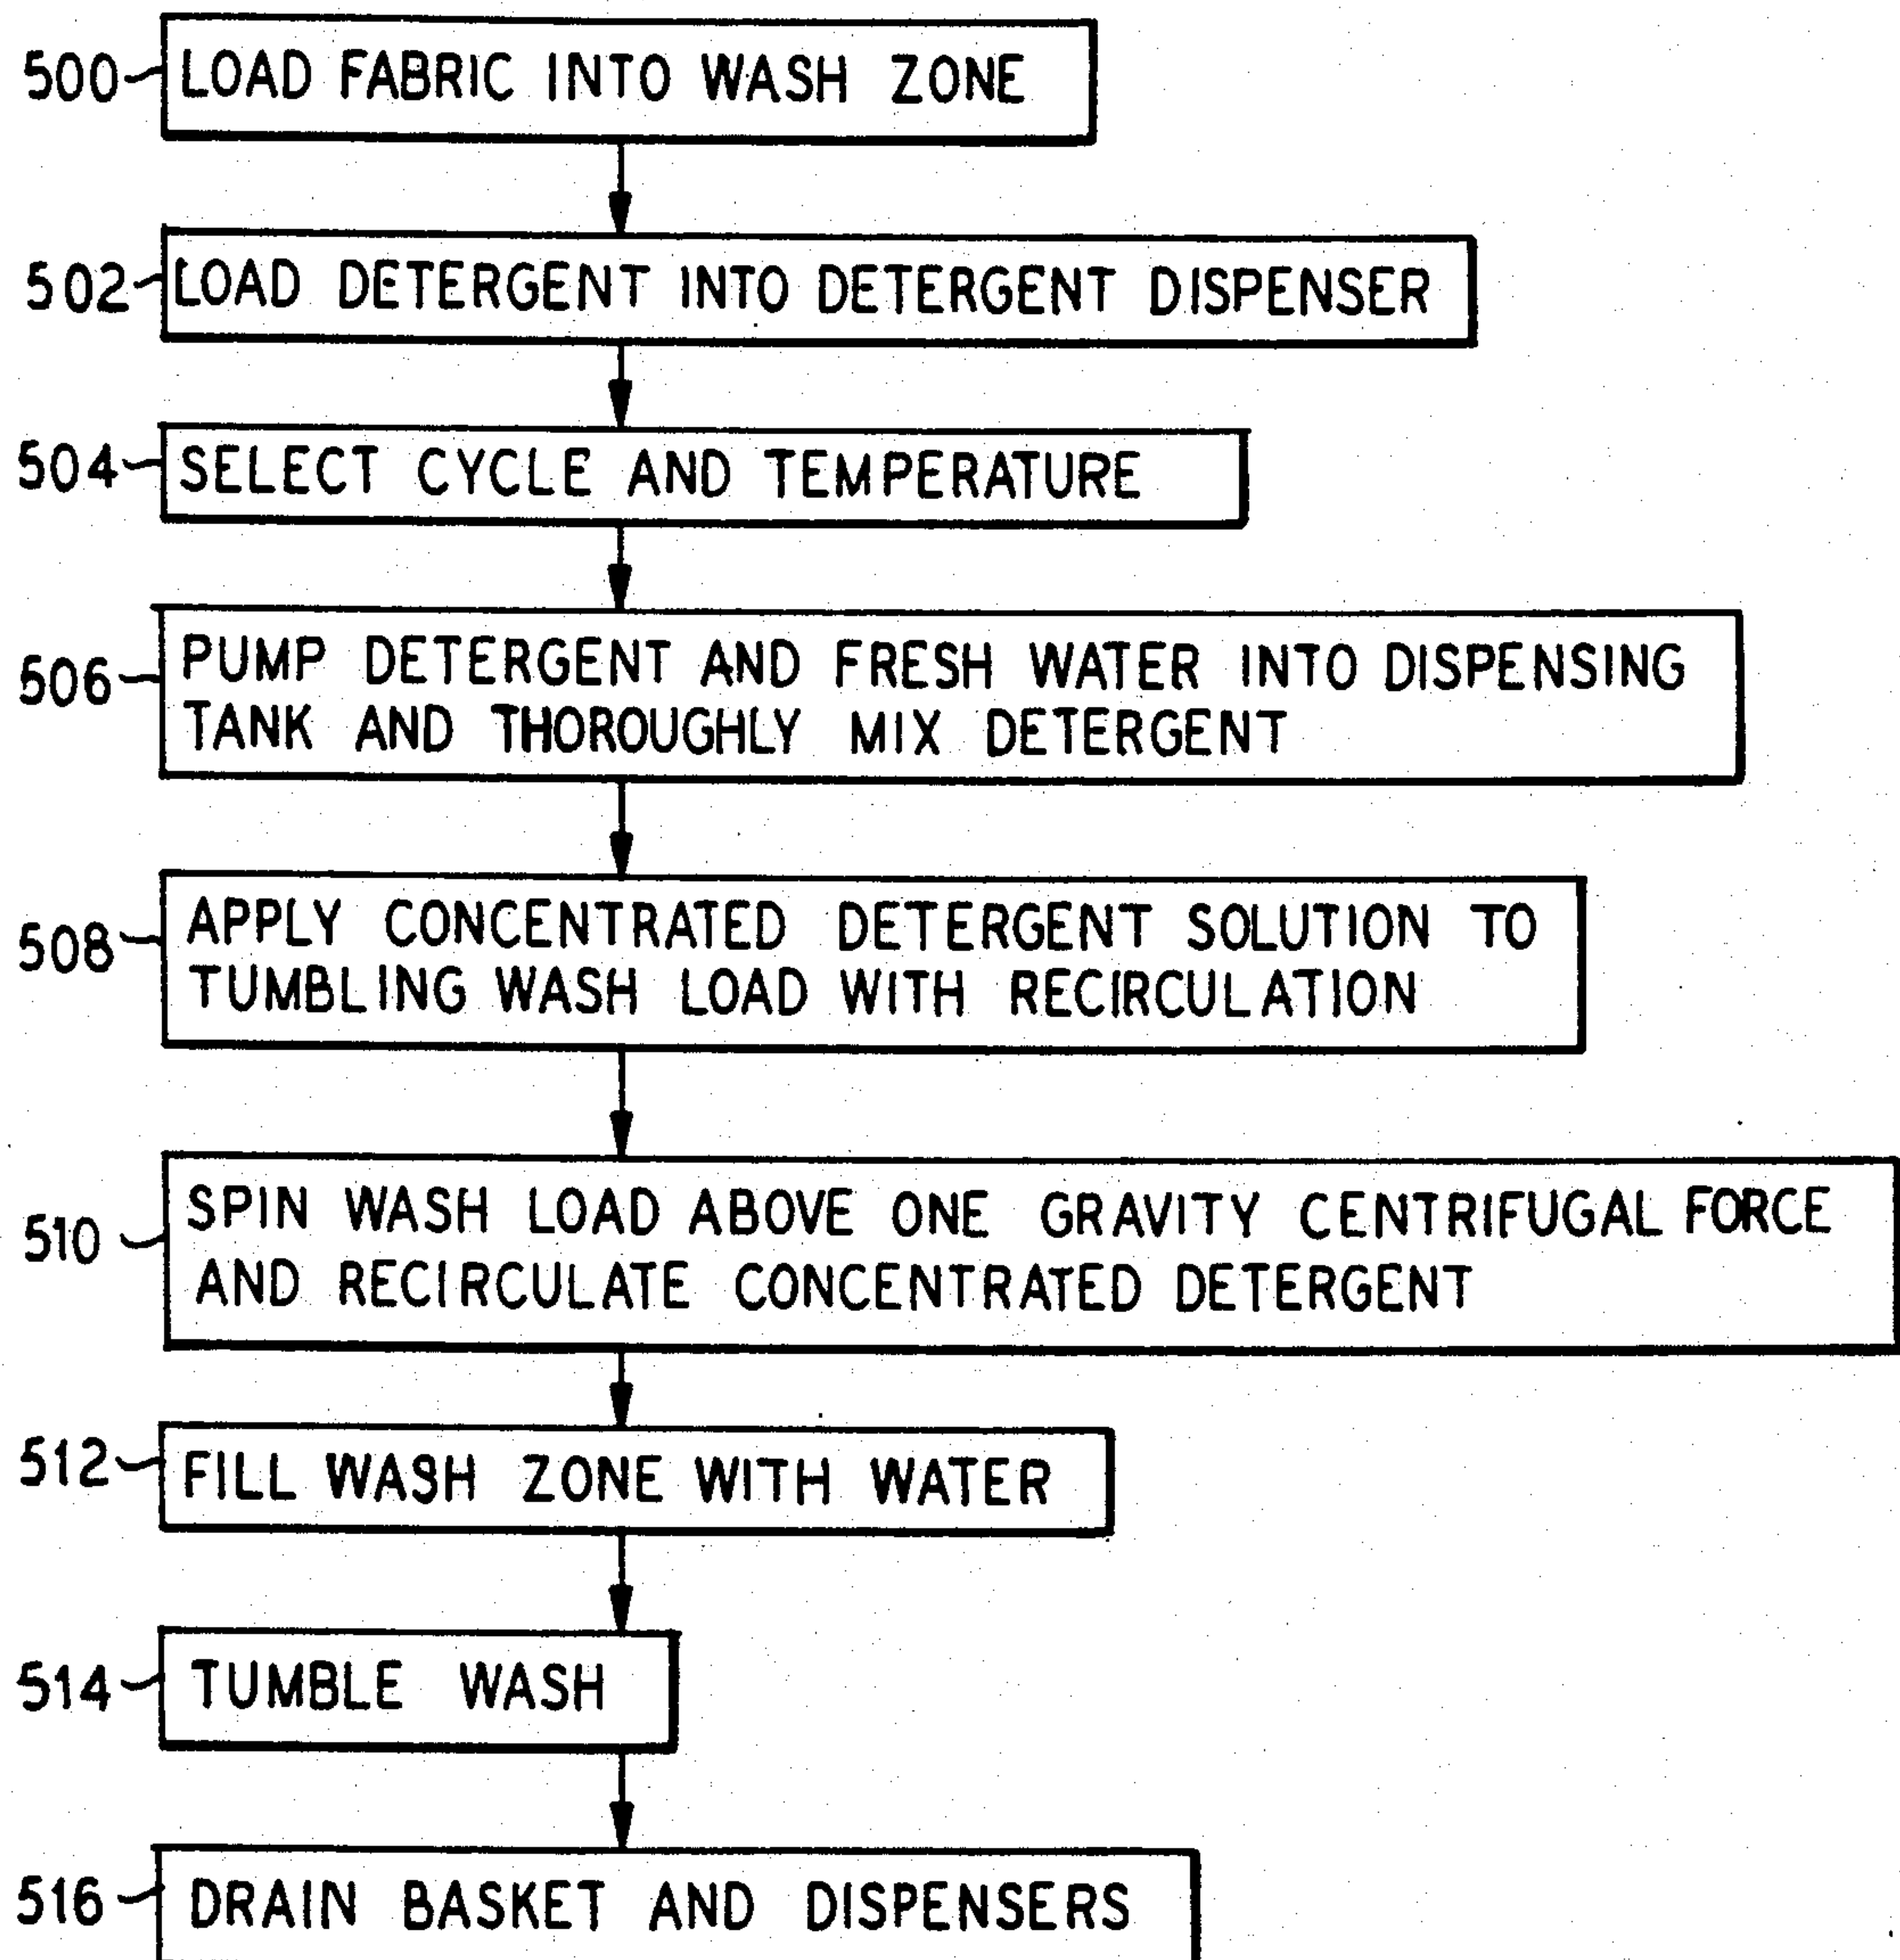 500 LOAD FABRIC INTO WASH ZONE
502 LOAD DETERGENT INTO DETERGENT DISPENSER
504 SELECT CYCLE AND TEMPERATURE
506 PUMP DETERGENT AND FRESH WATER INTO DISPENSING
TANK AND THOROUGHLY MIX DETERGENT
508 APPLY CONCENTRATED DETERGENT SOLUTION TO
TUMBLING WASH LOAD WITH RECIRCULATION
510 SPIN WASH LOAD ABOVE ONE GRAVITY CENTRIFUGAL FORCE
AND RECIRCULATE CONCENTRATED DETERGENT
512 FILL WASH ZONE WITH WATER
514 TUMBLE WASH
516 DRAIN BASKET AND DISPENSERS